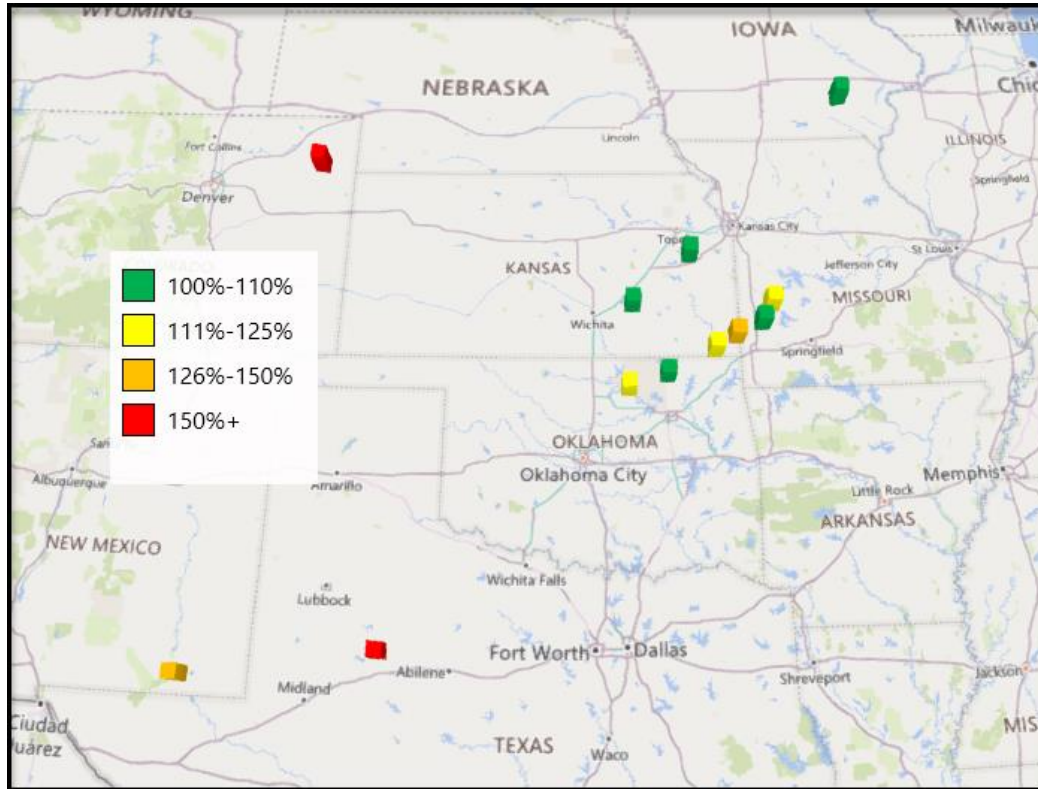 WYOMING
IOWA
Milwauk
Chic
NEBRASKA
Lincoln
ILLINOIS
Fort Collins
Springfield
Denver
Kansas City
Tope
St Louis
KANSAS
Jefferson City
MISSOURI
100%-110%
Wichita
111%-125%
Springfield
126%-150%
150%+
San
OKLAHOMA
Albuquerque
Amarillo
Oklahoma City
Memphis
Little Rock
ARKANSAS
NEW MEXICO
Wichita Falls
Lubbock
Fort Worth
Dallas
Abilene
Shreveport
Jackson
Midland
Ciudad
Juárez
MIS
TEXAS
Waco